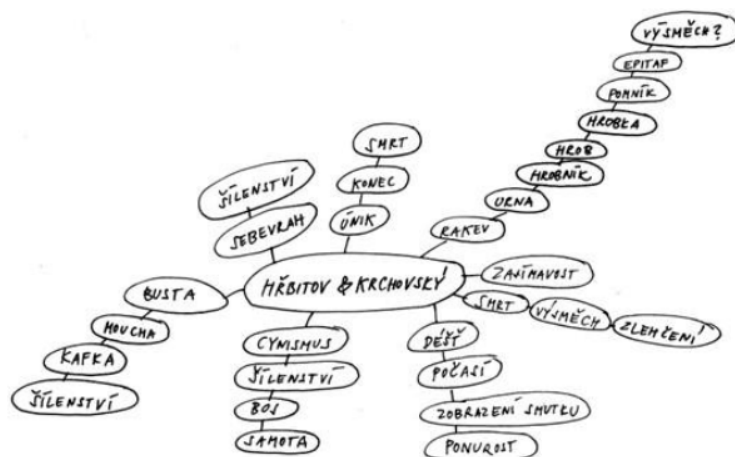 VÝSMĚCH?
EPITAF
POMNÍK
HROBKA
HROB
HROBNÍK
URNA
RAKEV
SMRT
KONEC
ÚNIK
ŠÍLENSTVÍ
SEBEVRAH
HŘBITOV & KRCHOVSKÝ
ZAJÍMAVOST
SMRT
VÝSMĚCH
ZLEHČENÍ
BUSTA
MOUCHA
KAFKA
ŠÍLENSTVÍ
CYNISMUS
ŠÍLENSTVÍ
BŮH
SAMOTA
DÉŠŤ
POČASÍ
ZOBRAZENÍ SMUTKU
PONUROST